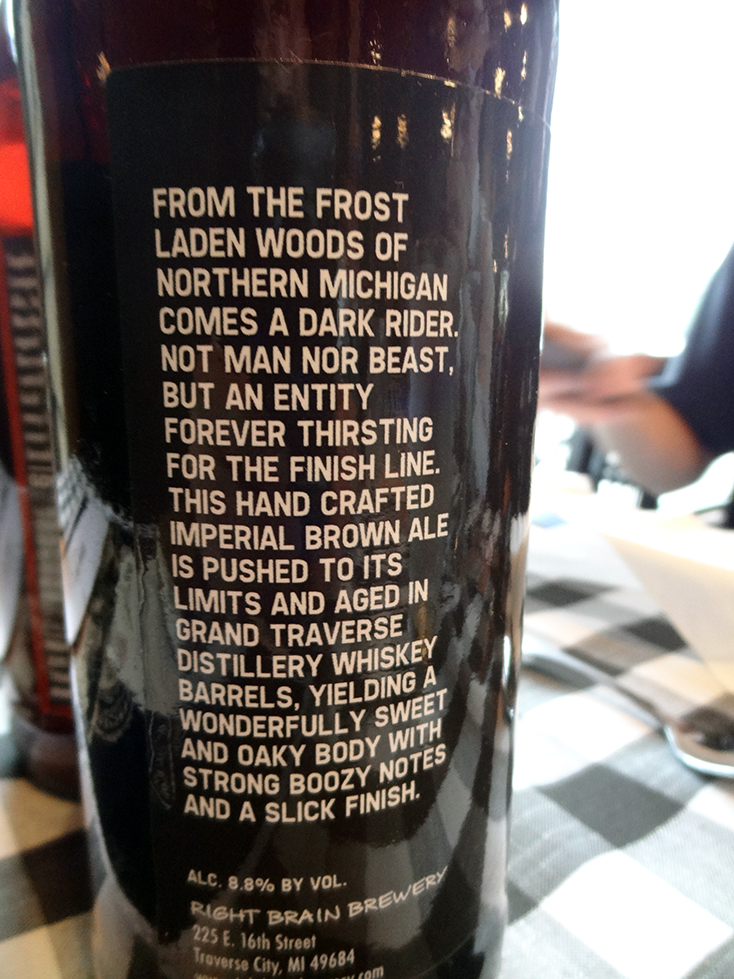 FROM THE FROST
LADEN WOODS OF
NORTHERN MICHIGAN
COMES A DARK RIDER.
NOT MAN NOR BEAST,
BUT AN ENTITY
FOREVER THIRSTING
FOR THE FINISH LINE.
THIS HAND CRAFTED
IMPERIAL BROWN ALE
IS PUSHED TO ITS
LIMITS AND AGED IN
GRAND TRAVERSE
DISTILLERY WHISKEY
BARRELS, YIELDING A
WONDERFULLY SWEET
AND OAKY BODY WITH
STRONG BOOZY NOTES
AND A SLICK FINISH.
ALC. 8.8% BY VOL.
RIGHT BRAIN BREWERY
225 E. 16th Street
Traverse City, MI 49684